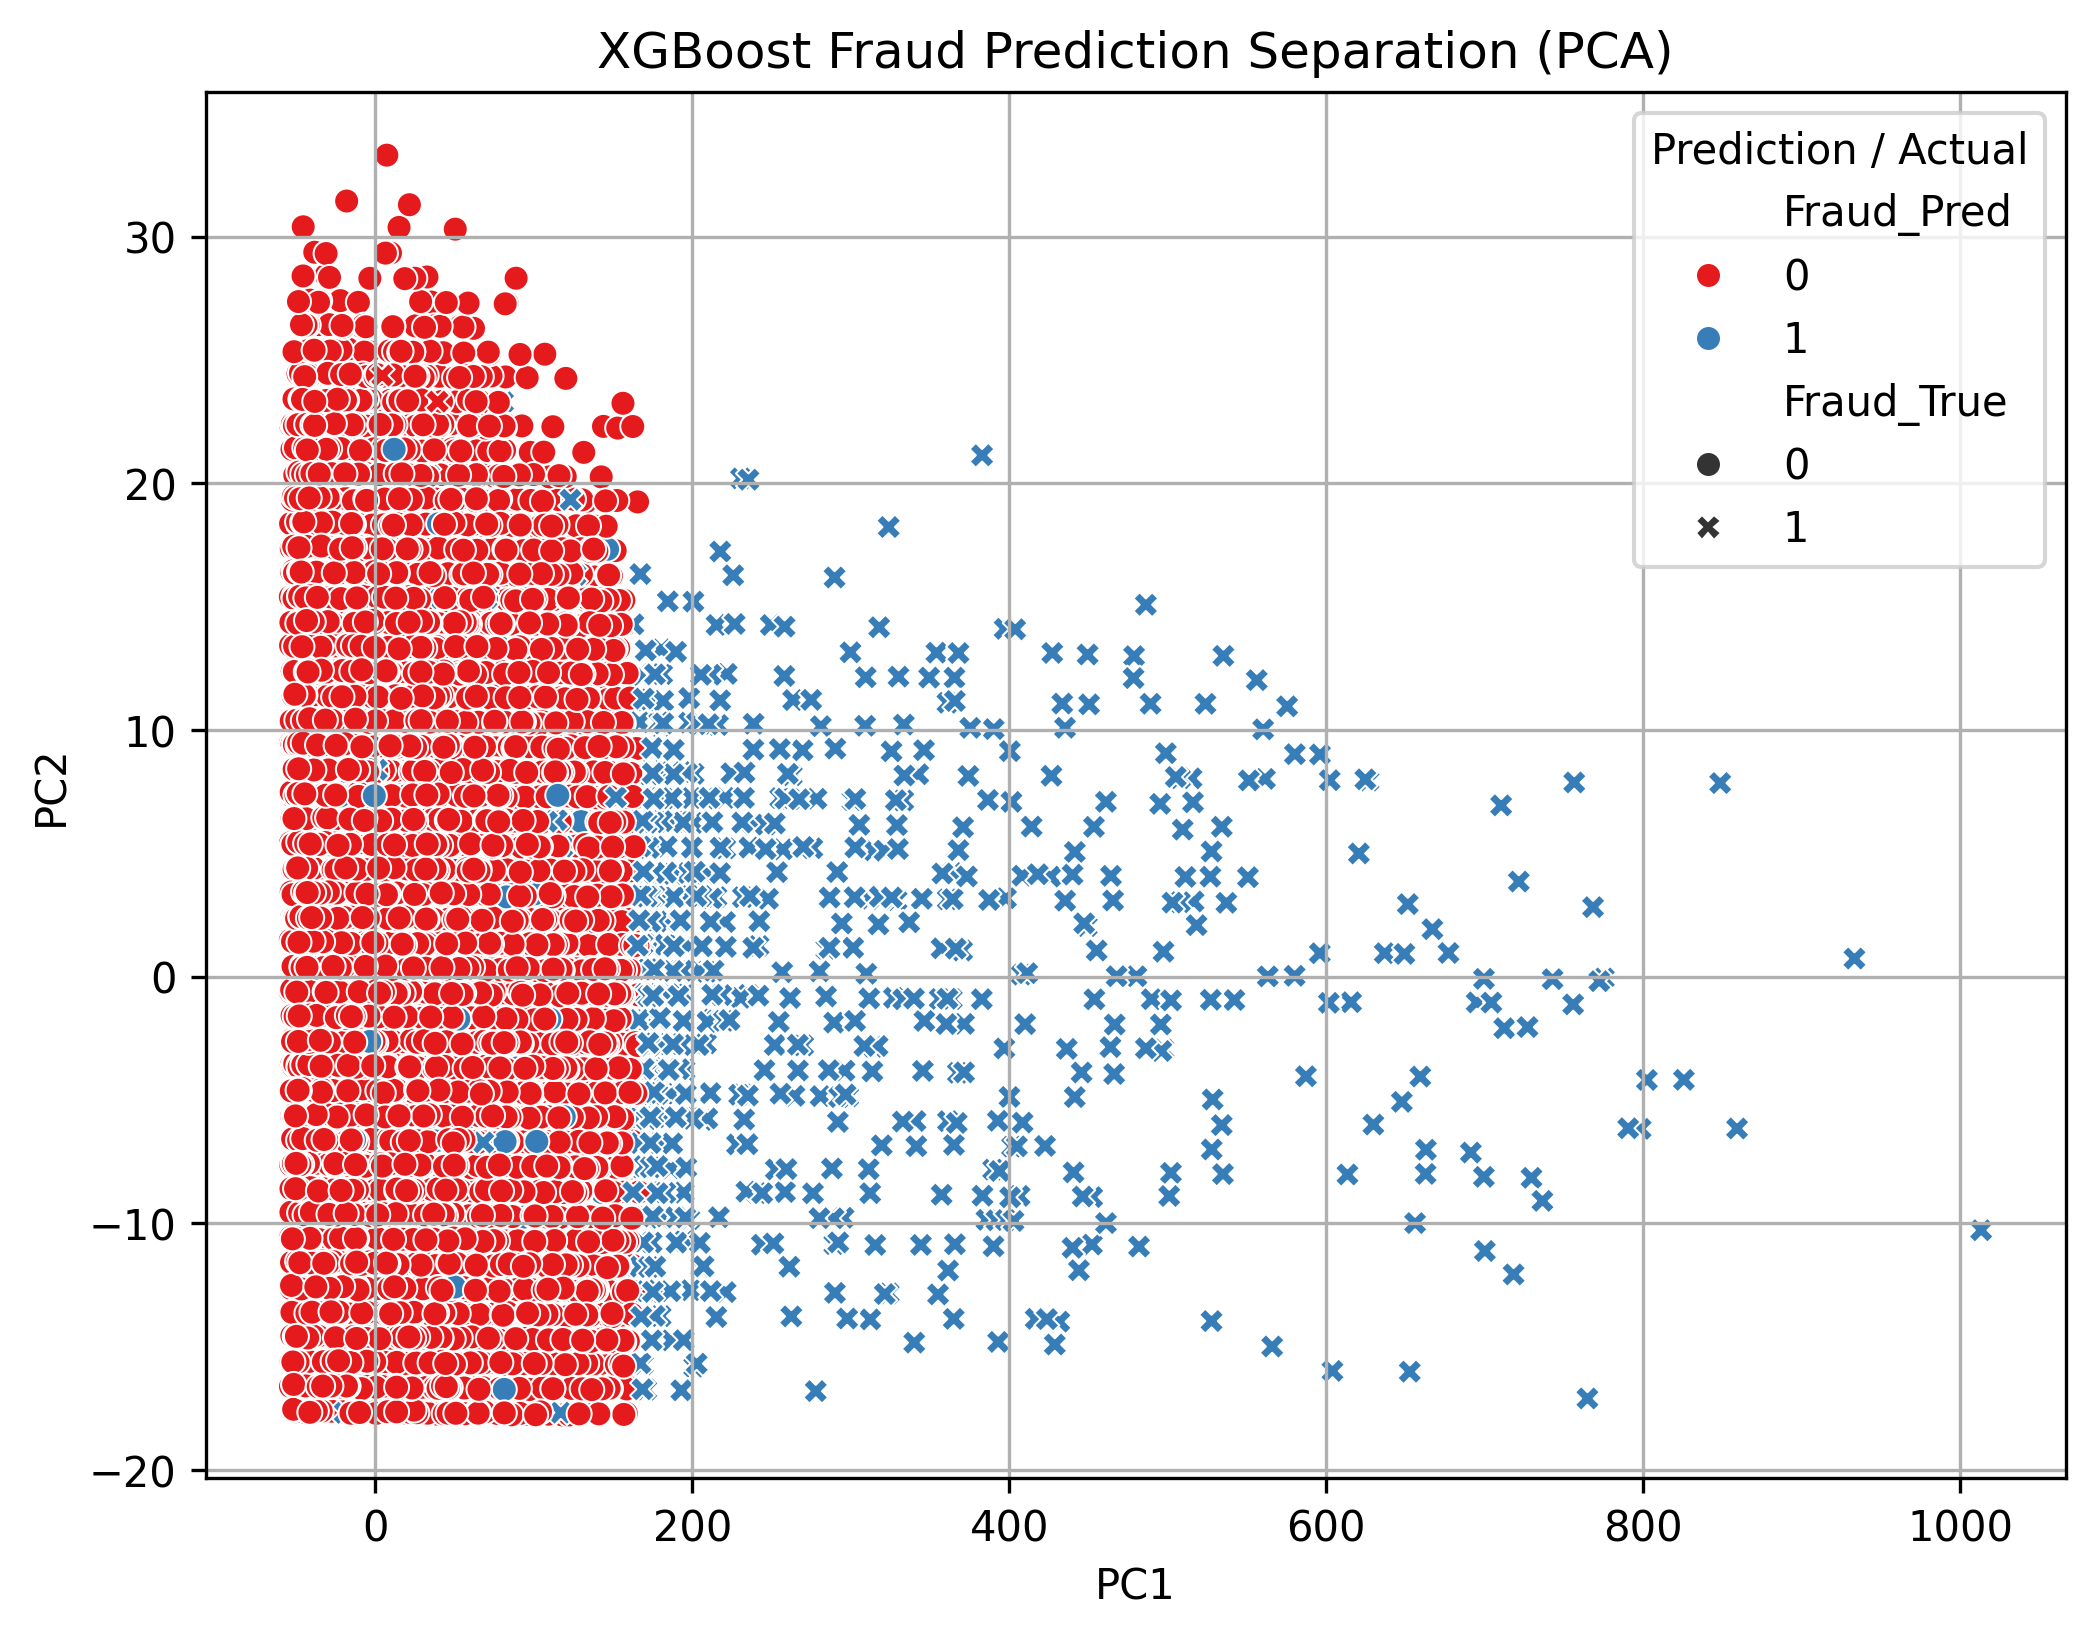 XGBoost Fraud Prediction Separation (PCA)
Prediction / Actual
Fraud_Pred
0
1
Fraud_True
0
1
PC2
30
20
10
0
−10
−20
0 200 400 600 800 1000
PC1